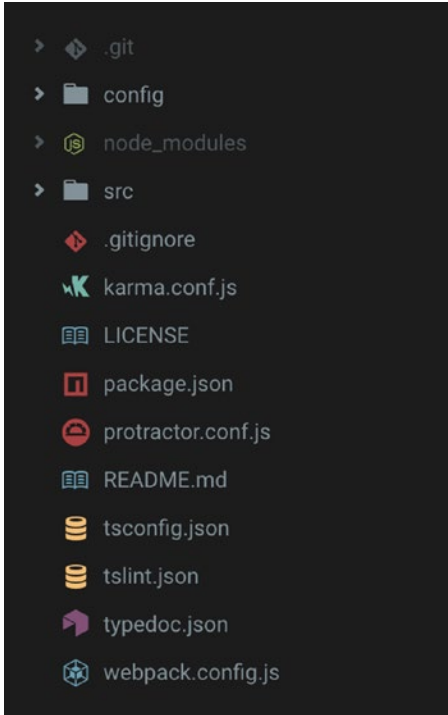 .git
config
node_modules
src
.gitignore
karma.conf.js
LICENSE
package.json
protractor.conf.js
README.md
tsconfig.json
tslint.json
typedoc.json
webpack.config.js